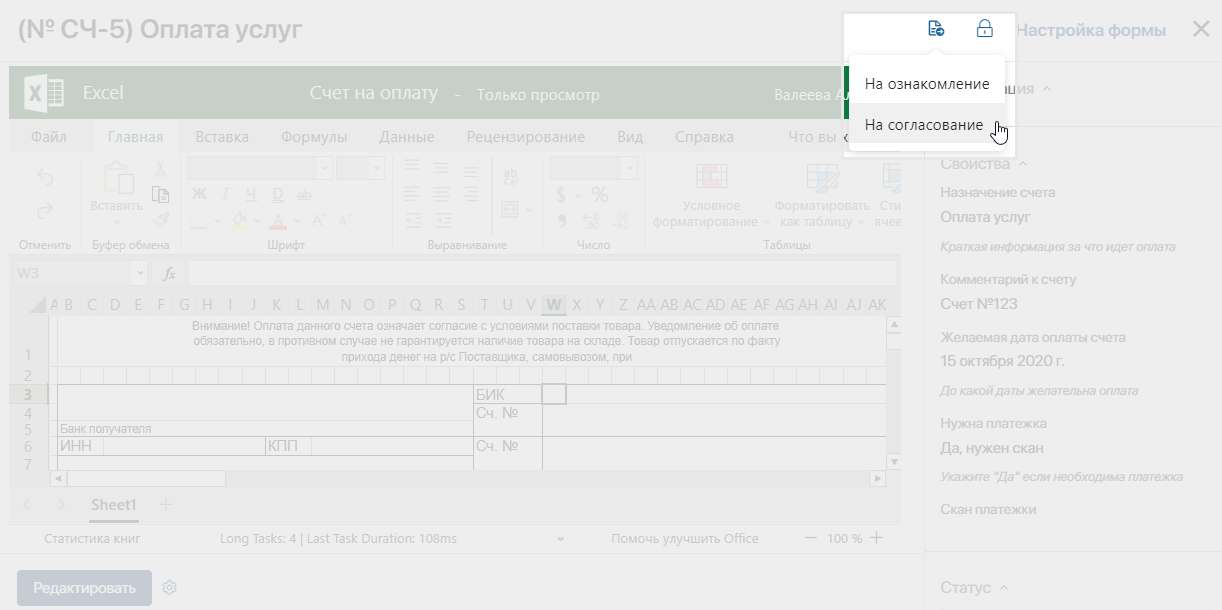 (№ СЧ-5) Оплата услуг
Настройка формы
Excel
Счет на оплату - Только просмотр
Валеева Ал
На ознакомление
На согласование
Файл Главная Вставка Формулы Данные Рецензирование Вид Справка Что вы
Вставить
Ж К Ч D ab
$ %
Условное
форматирование
Форматировать
как таблицу
Сти
ячее
Отменить Буфер обмена Шрифт Выравнивание Число Таблицы
W3 fx
A B C D E F G H I J K L M N O P Q R S T U V W X Y Z AA AB AC AD AE AF AG AH AI AJ AK
Внимание! Оплата данного счета означает согласие с условиями поставки товара. Уведомление об оплате
обязательно, в противном случае не гарантируется наличие товара на складе. Товар отпускается по факту
1 прихода денег на р/с Поставщика, самовывозом, при
2
3 БИК
4 Сч. №
5 Банк получателя
6 ИНН КПП Сч. №
7
Sheet1
Статистика книг Long Tasks: 4 | Last Task Duration: 108ms Помочь улучшить Office 100 %
Редактировать
ция
Свойства
Назначение счета
Оплата услуг
Краткая информация за что идет оплата
Комментарий к счету
Счет №123
Желаемая дата оплаты счета
15 октября 2020 г.
До какой даты желательна оплата
Нужна платежка
Да, нужен скан
Укажите "Да" если необходима платежка
Скан платежки
Статус